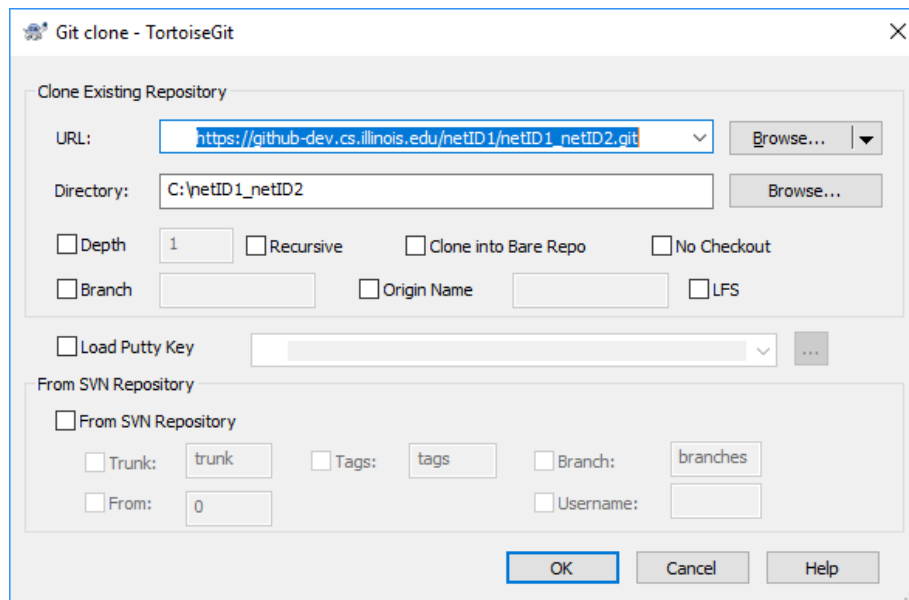 Git clone - TortoiseGit
Clone Existing Repository
URL: https://github-dev.cs.illinois.edu/netID1/netID1_netID2.git Browse...
Directory: C:\netID1_netID2 Browse...
Depth 1 Recursive Clone into Bare Repo No Checkout
Branch Origin Name LFS
Load Putty Key ...
From SVN Repository
From SVN Repository
Trunk: trunk Tags: tags Branch: branches
From: 0 Username:
OK Cancel Help